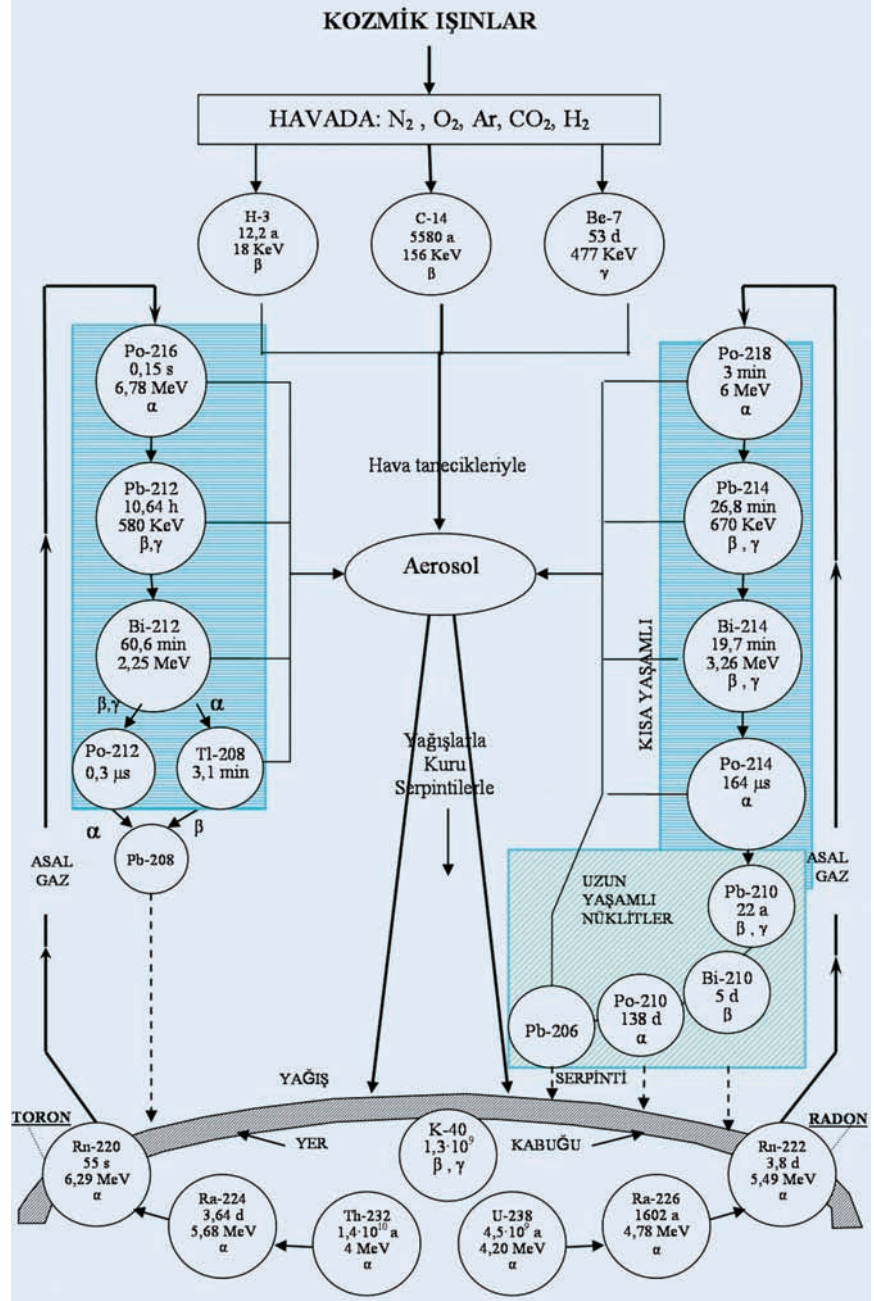 KOZMİK IŞINLAR
HAVADA: N₂ , O₂, Ar, CO₂, H₂
H-3
12,2 a
18 KeV
β
C-14
5580 a
156 KeV
β
Be-7
53 d
477 KeV
γ
Po-216
0,15 s
6,78 MeV
α
Pb-212
10,64 h
580 KeV
β,γ
Bi-212
60,6 min
2,25 MeV
β,γ
α
Po-212
0,3 µs
Tl-208
3,1 min
α
β
Pb-208
ASAL
GAZ
Hava tanecikleriyle
Aerosol
Yağışlarla
Kuru
Serpintilerle
Po-218
3 min
6 MeV
α
Pb-214
26,8 min
670 KeV
β , γ
Bi-214
19,7 min
3,26 MeV
β , γ
Po-214
164 µs
α
KISA YAŞAMLI
ASAL
GAZ
UZUN
YAŞAMLI
NÜKLİTLER
Pb-210
22 a
β , γ
Bi-210
5 d
β
Po-210
138 d
α
Pb-206
YAĞIŞ
SERPİNTİ
TORON
RADON
YER
KABUĞU
K-40
1,3·10⁹
β , γ
Rn-220
55 s
6,29 MeV
α
Ra-224
3,64 d
5,68 MeV
α
Th-232
1,4·10¹⁰ a
4 MeV
α
U-238
4,5·10⁹ a
4,20 MeV
α
Ra-226
1602 a
4,78 MeV
α
Rn-222
3,8 d
5,49 MeV
α